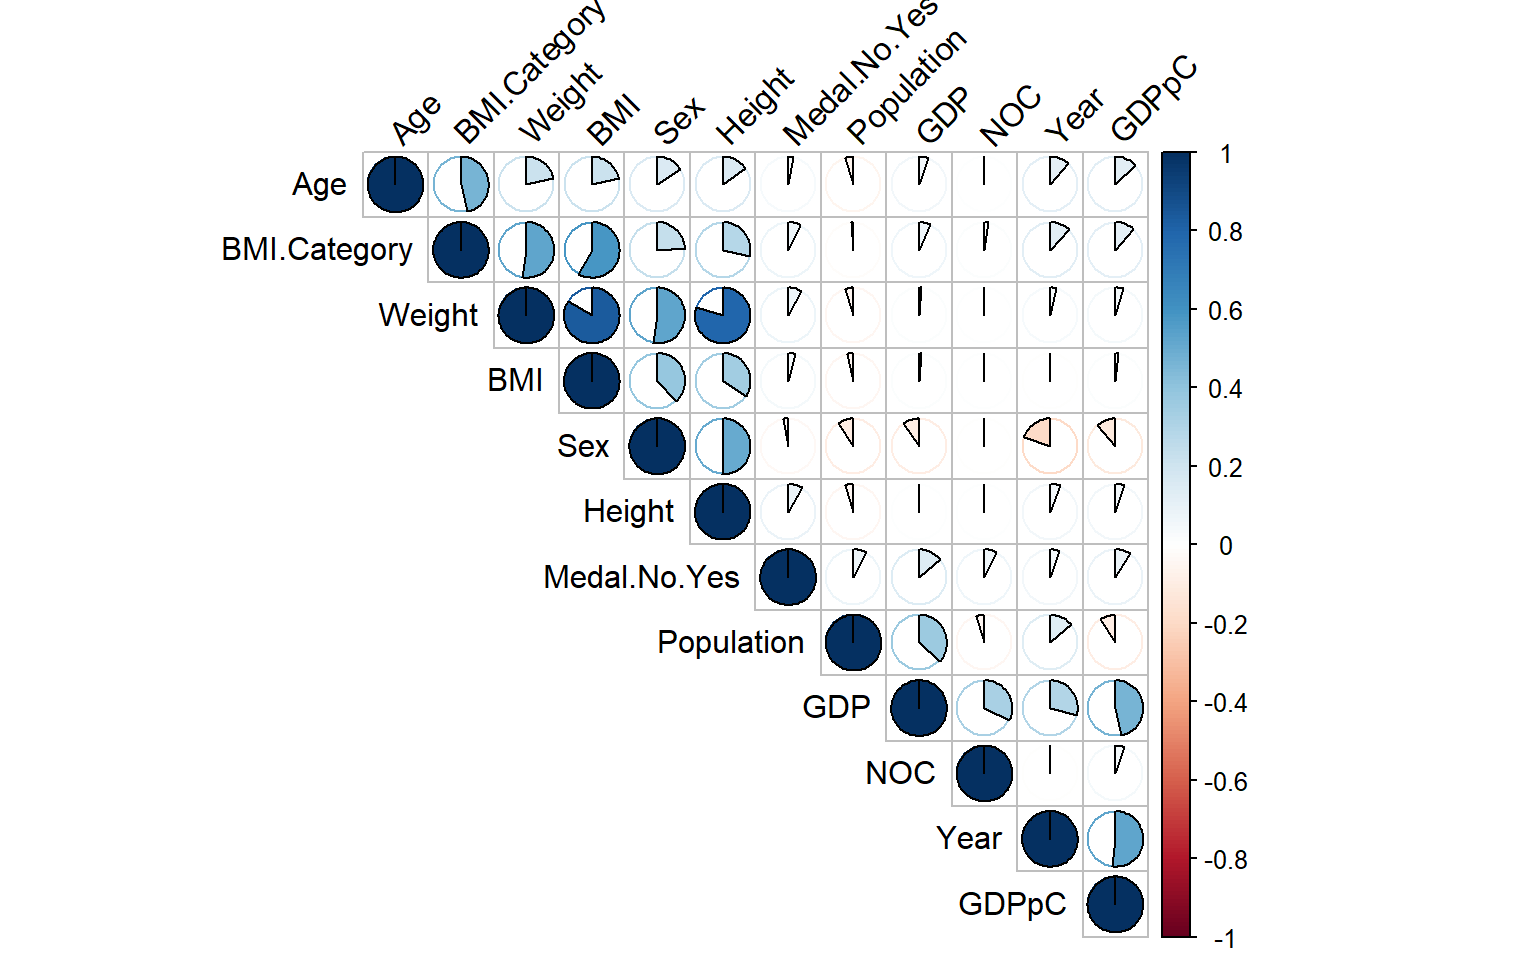 Age
BMI.Category
Weight
BMI
Sex
Height
Medal.No.Yes
Population
GDP
NOC
Year
GDPpC
Age
BMI.Category
Weight
BMI
Sex
Height
Medal.No.Yes
Population
GDP
NOC
Year
GDPpC
1
0.8
0.6
0.4
0.2
0
-0.2
-0.4
-0.6
-0.8
-1